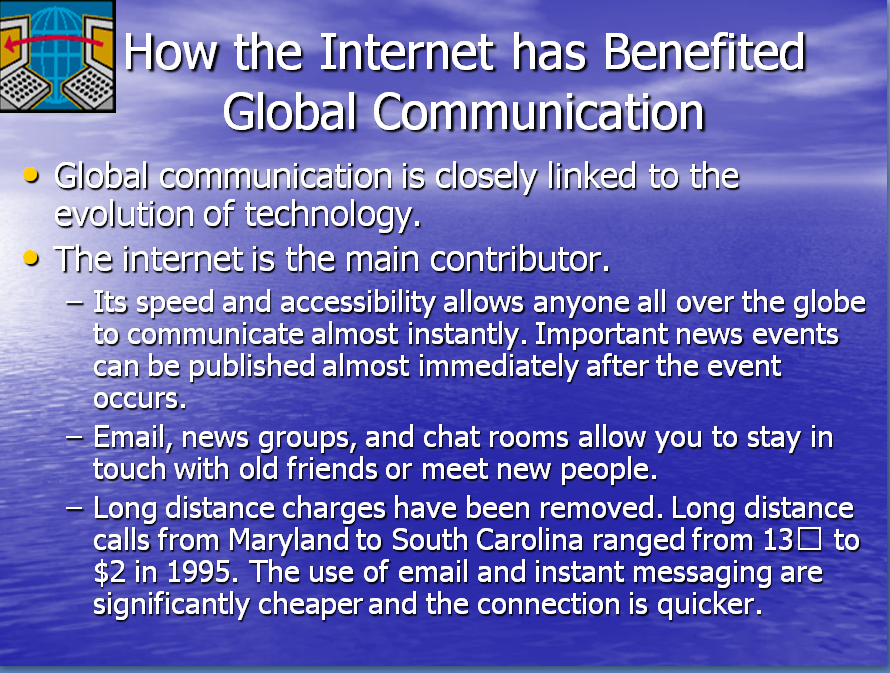 How the Internet has Benefited
Global Communication
• Global communication is closely linked to the
evolution of technology.
• The internet is the main contributor.
– Its speed and accessibility allows anyone all over the globe
to communicate almost instantly. Important news events
can be published almost immediately after the event
occurs.
– Email, news groups, and chat rooms allow you to stay in
touch with old friends or meet new people.
– Long distance charges have been removed. Long distance
calls from Maryland to South Carolina ranged from 13□ to
$2 in 1995. The use of email and instant messaging are
significantly cheaper and the connection is quicker.